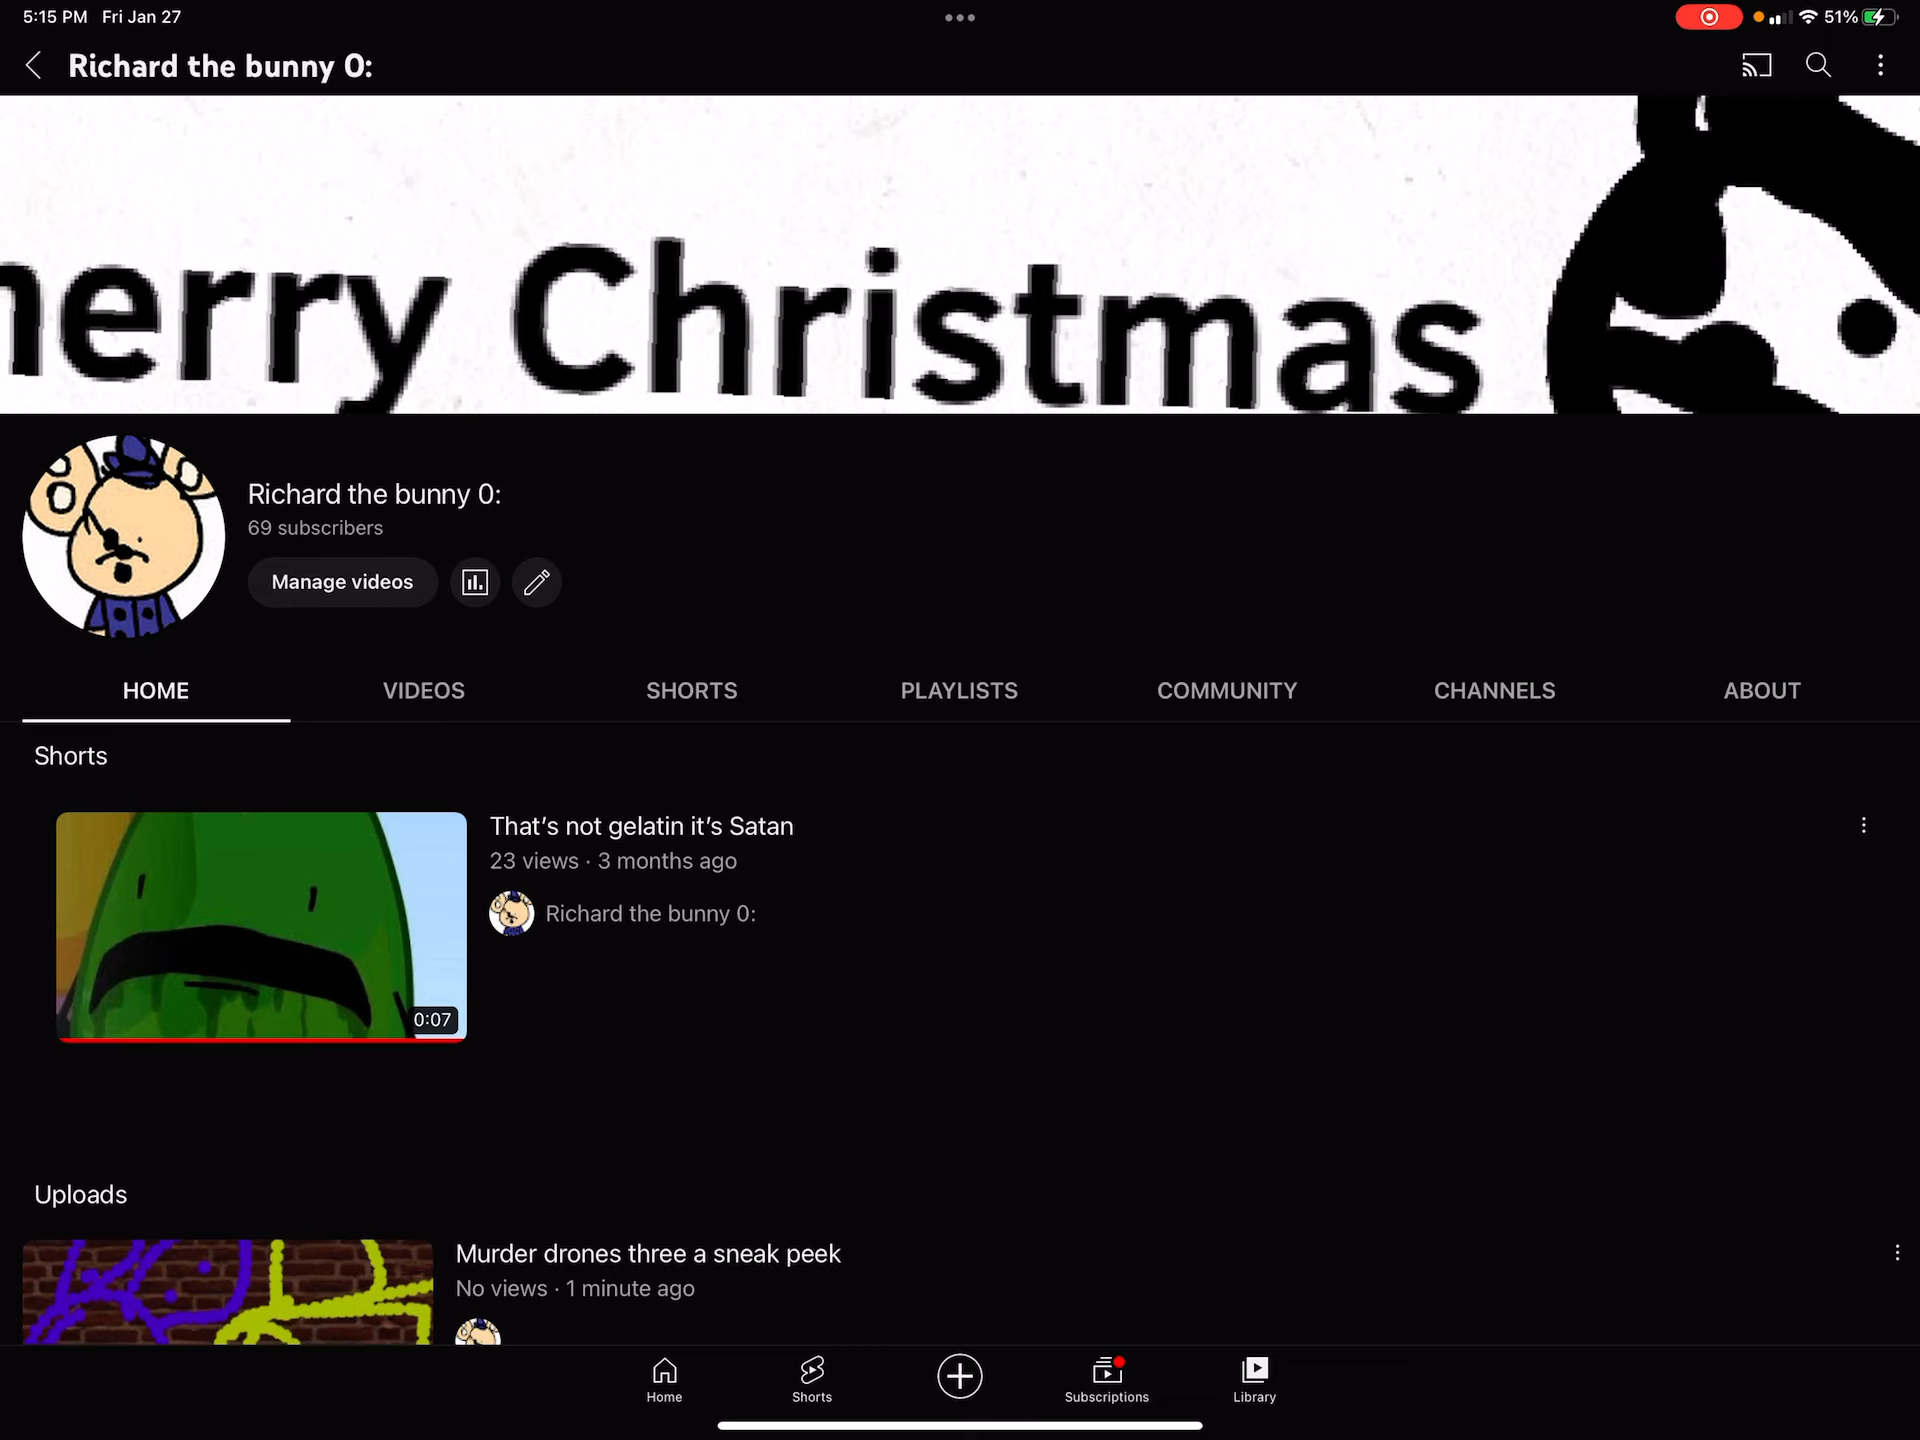 5:15 PM Fri Jan 27
51%
Richard the bunny 0:
merry Christmas
Richard the bunny 0:
69 subscribers
Manage videos
HOME VIDEOS SHORTS PLAYLISTS COMMUNITY CHANNELS ABOUT
Shorts
That's not gelatin it's Satan
23 views · 3 months ago
Richard the bunny 0:
0:07
Uploads
Murder drones three a sneak peek
No views · 1 minute ago
Home Shorts Subscriptions Library